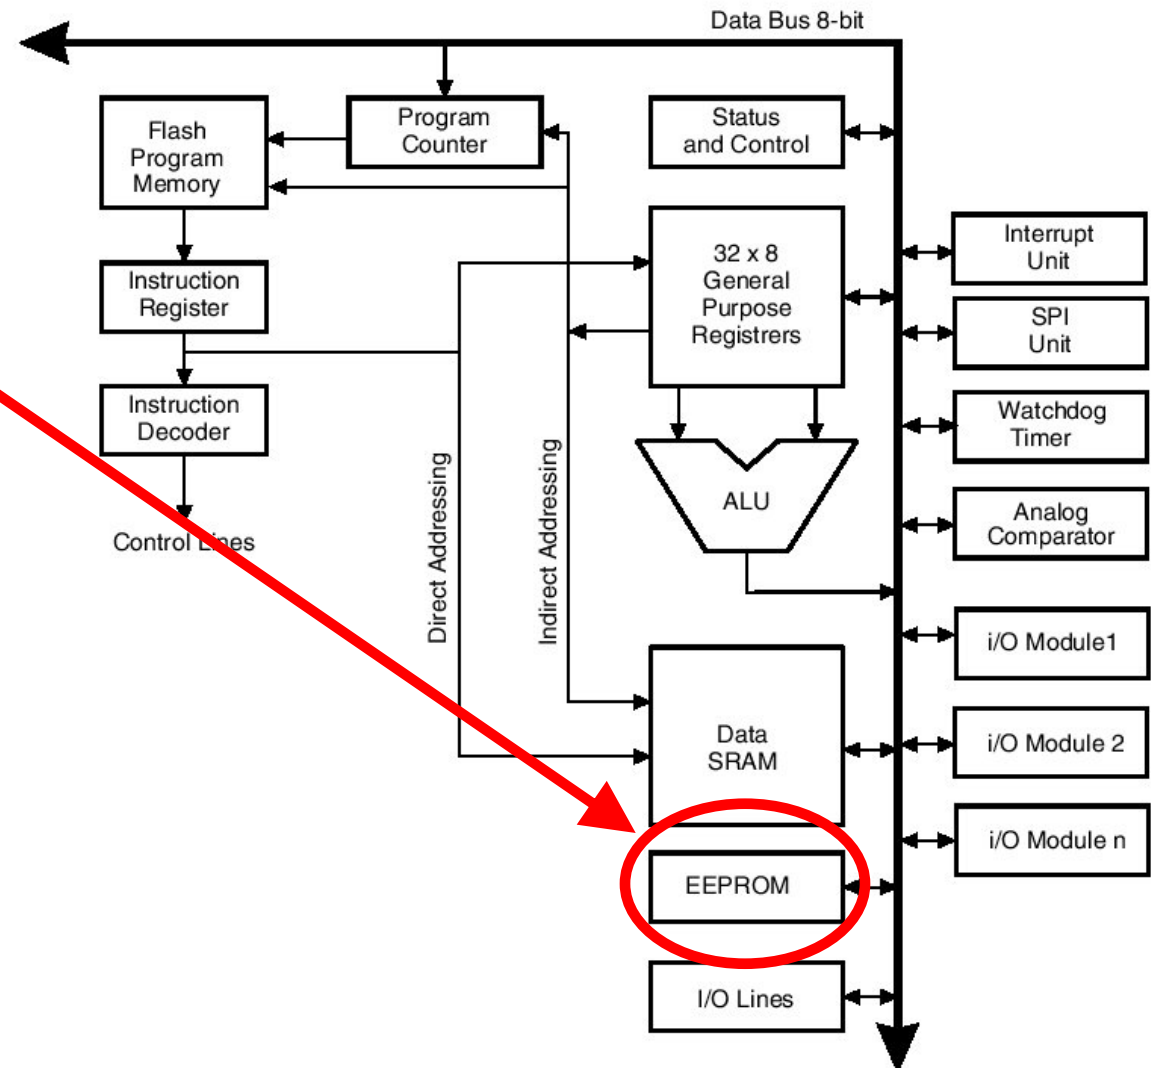 Data Bus 8-bit
Flash
Program
Memory
Program
Counter
Status
and Control
Instruction
Register
32 x 8
General
Purpose
Registrers
Interrupt
Unit
SPI
Unit
Instruction
Decoder
Watchdog
Timer
Control Lines
Direct Addressing
Indirect Addressing
ALU
Analog
Comparator
i/O Module1
Data
SRAM
i/O Module 2
i/O Module n
EEPROM
I/O Lines